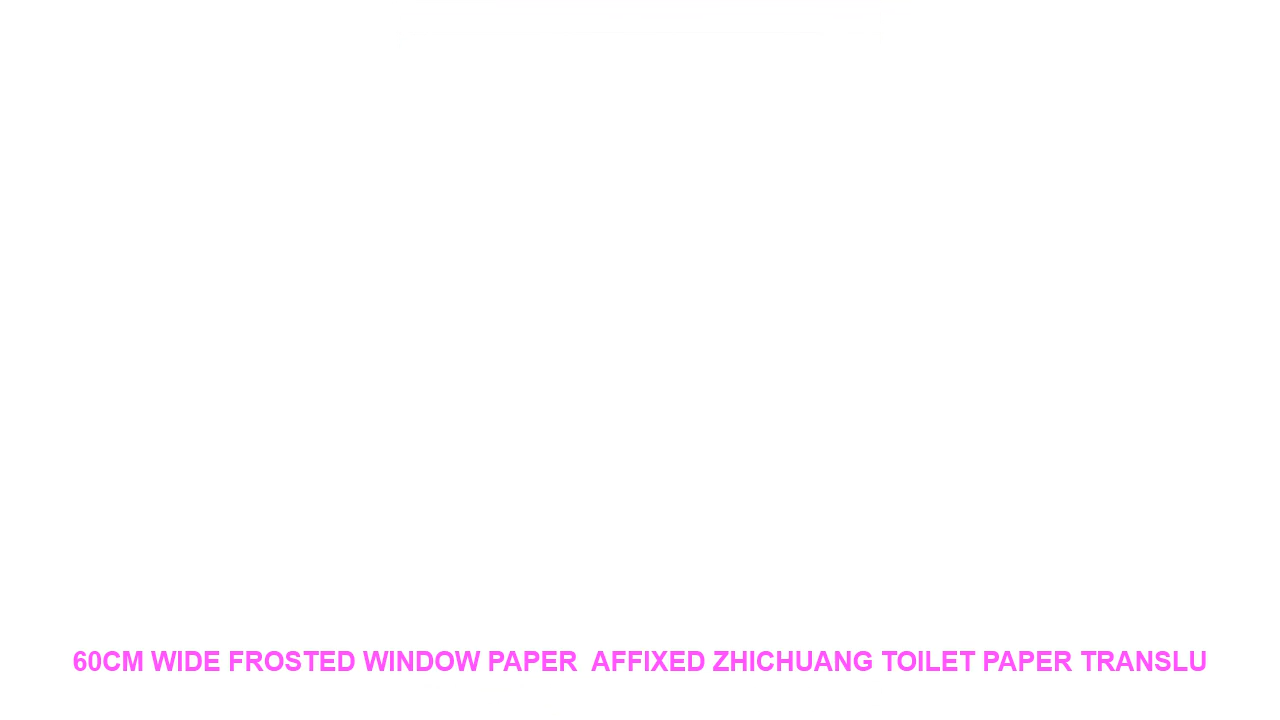 60CM WIDE FROSTED WINDOW PAPER  AFFIXED ZHICHUANG TOILET PAPER TRANSLU